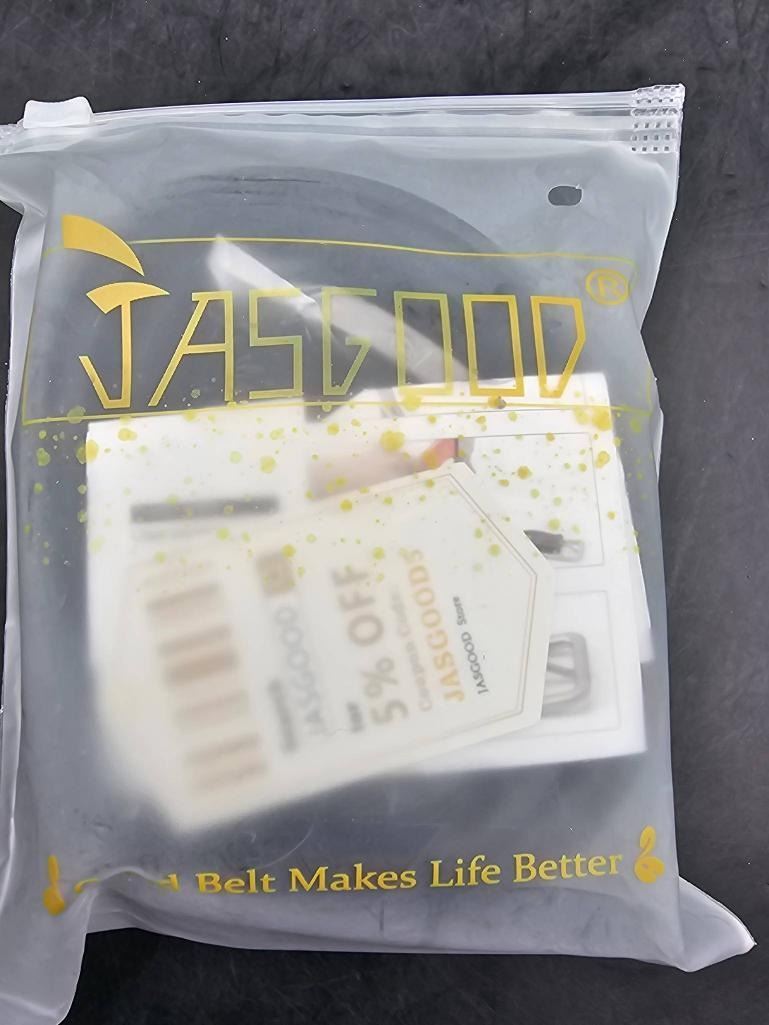 JASGOOD®
JASGOOD
5% OFF
Coupon Code:
JASGOODS
JASGOOD Store
Belt Makes Life Better